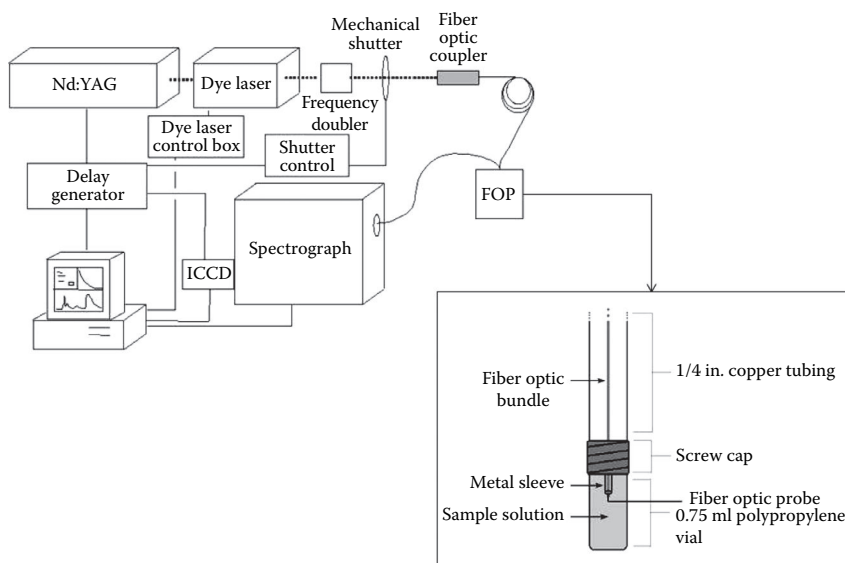 Mechanical
shutter
Fiber
optic
coupler
Nd:YAG
Dye laser
Frequency
doubler
Dye laser
control box
Shutter
control
Delay
generator
FOP
Spectrograph
ICCD
Fiber optic
bundle
1/4 in. copper tubing
Screw cap
Metal sleeve
Fiber optic probe
Sample solution
0.75 ml polypropylene
vial